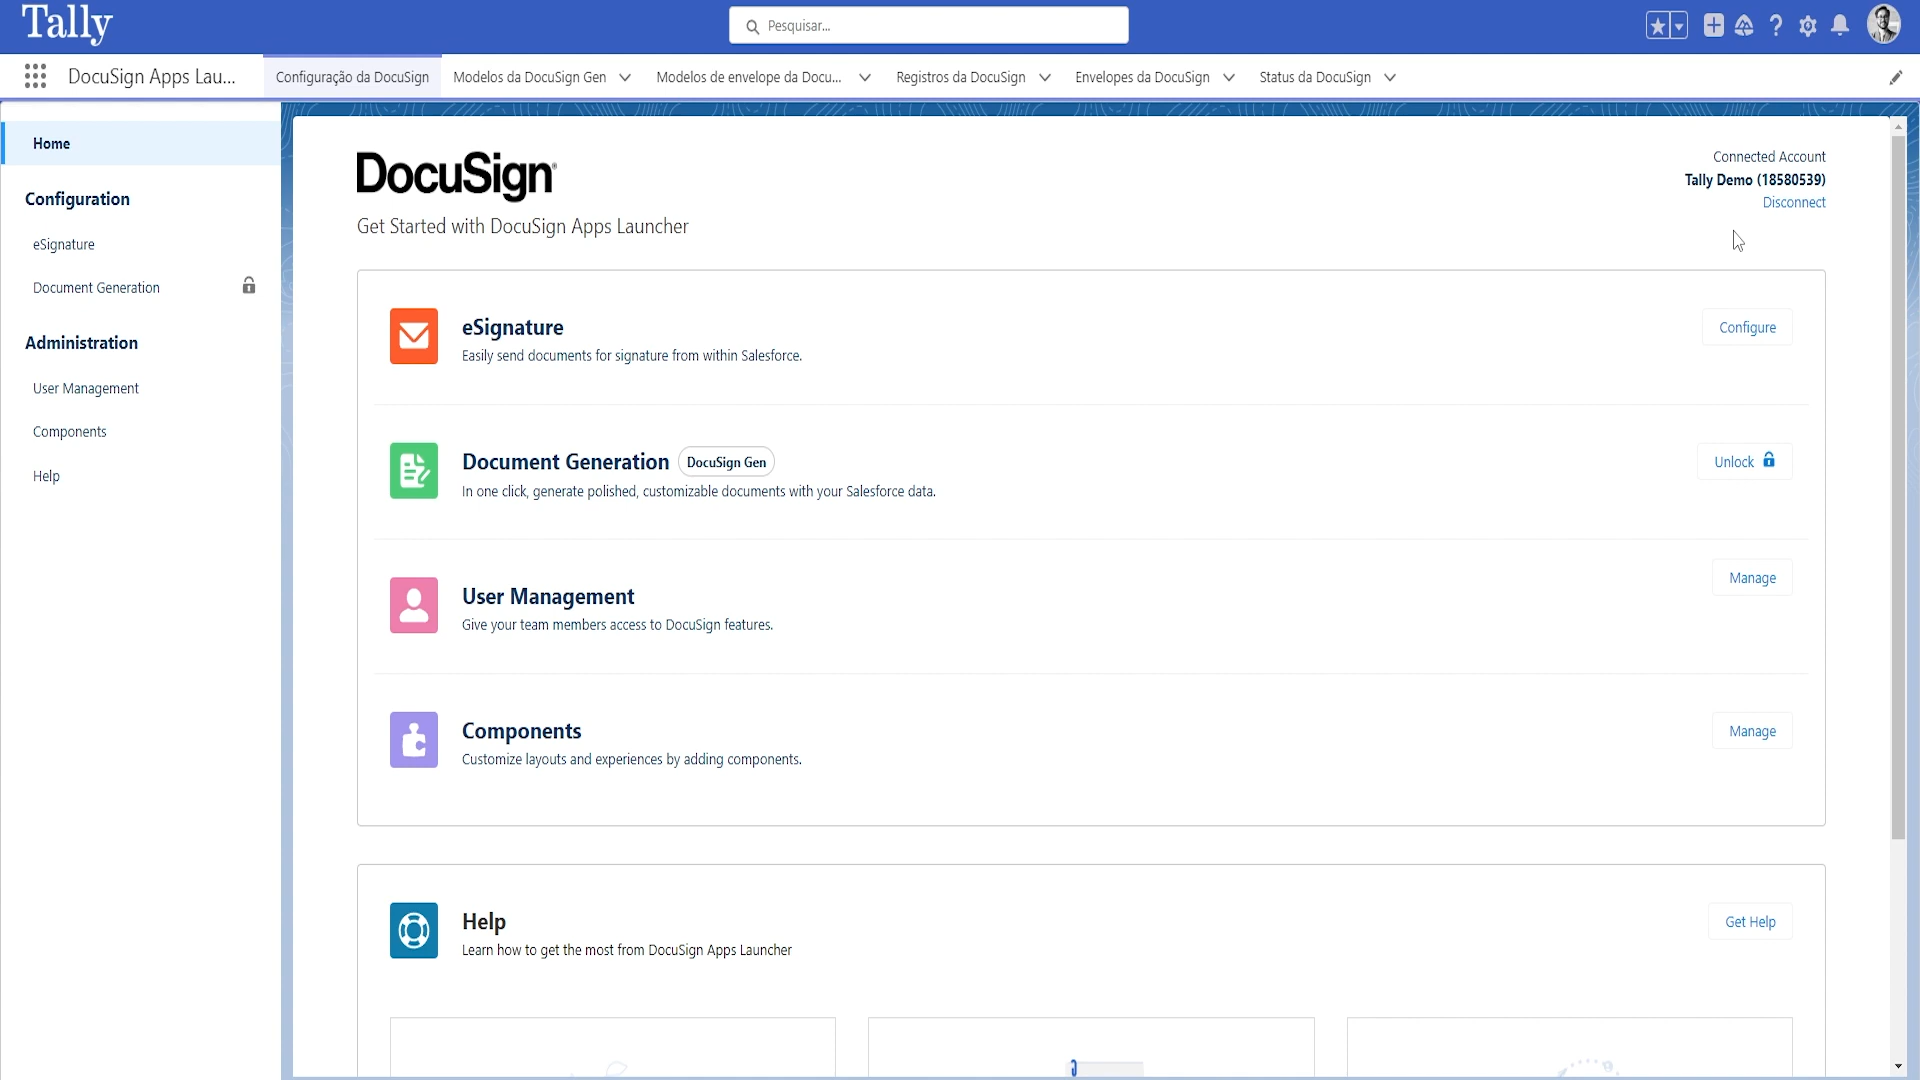 Tally
Pesquisar...
DocuSign Apps Lau...
Configuração da DocuSign
Modelos da DocuSign Gen
Modelos de envelope da Docu...
Registros da DocuSign
Envelopes da DocuSign
Status da DocuSign
Home
Configuration
eSignature
Document Generation
Administration
User Management
Components
Help
DocuSign
Get Started with DocuSign Apps Launcher
Connected Account
Tally Demo (18580539)
Disconnect
eSignature
Easily send documents for signature from within Salesforce.
Configure
Document Generation DocuSign Gen
In one click, generate polished, customizable documents with your Salesforce data.
Unlock
User Management
Give your team members access to DocuSign features.
Manage
Components
Customize layouts and experiences by adding components.
Manage
Help
Learn how to get the most from DocuSign Apps Launcher
Get Help